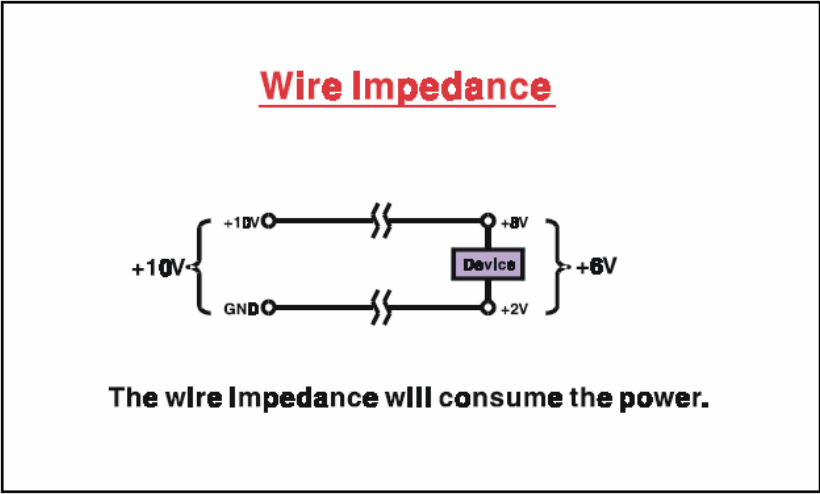 Wire Impedance
+10V +8V
+10V Device +6V
GND +2V
The wire impedance will consume the power.